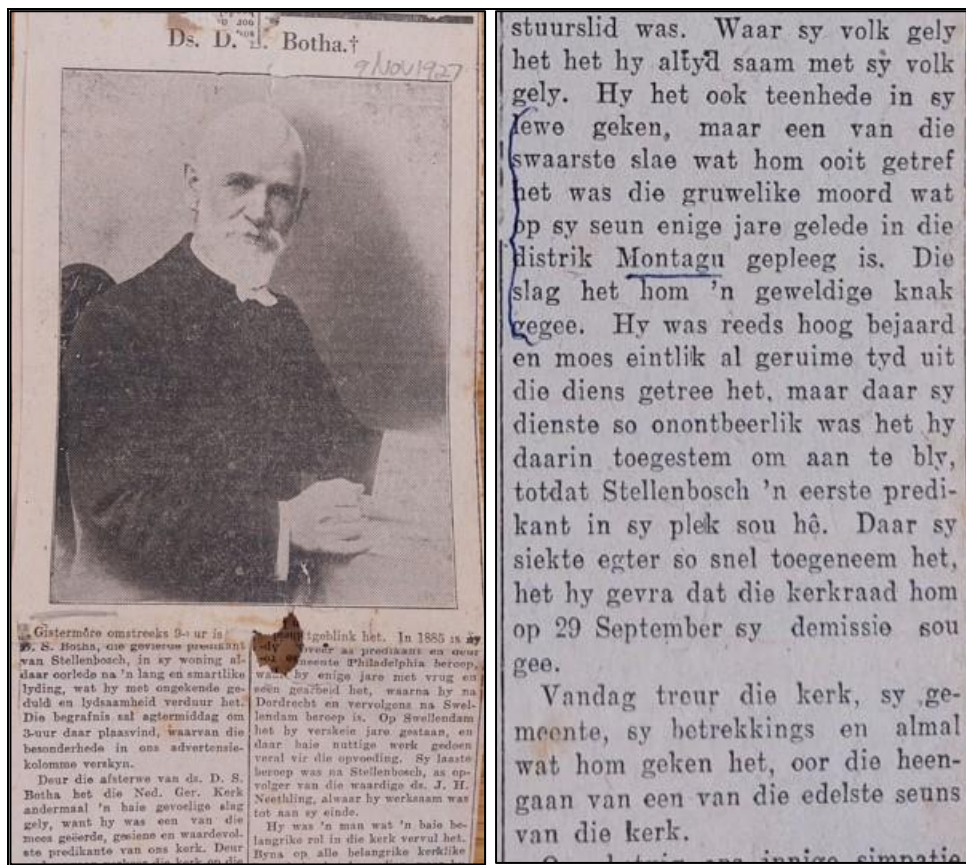 Ds. D. S. Botha.†
9 NOV 1927
Gistermôre omstreeks 9-uur is
D. S. Botha, die gevierde predikant
van Stellenbosch, in sy woning al-
daar oorlede na 'n lang en smartlike
lyding, wat hy met ongekende ge-
duld en lydsaamheid verduur het.
Die begrafnis sal agtermiddag om
3-uur daar plaasvind, waarvan die
besonderhede in ons advertensie-
kolomme verskyn.
Deur die afsterwe van ds. D. S.
Botha het die Ned. Ger. Kerk
andermaal 'n baie gevoelige slag
gely, want hy was een van die
mees geëerde, gesiene en waardevol-
ste predikante van ons kerk. Deur
uitgeblink het. In 1885 is hy
as predikant en deur
gemeente Philadelphia beroep,
waar hy enige jare met vrug en
seën gearbeid het, waarna hy na
Dordrecht en vervolgens na Swel-
lendam beroep is. Op Swellendam
het hy verskeie jare gestaan, en
daar baie nuttige werk gedoen
veral vir die opvoeding. Sy laaste
beroep was na Stellenbosch, as op-
volger van die waardige ds. J. H.
Neethling, alwaar hy werksaam was
tot aan sy einde.
Hy was 'n man wat 'n baie be-
langrike rol in die kerk vervul het.
Byna op alle belangrike kerklike
stuurslid was. Waar sy volk gely
het het hy altyd saam met sy volk
gely. Hy het ook teenhede in sy
lewe geken, maar een van die
swaarste slae wat hom ooit getref
het was die gruwelike moord wat
op sy seun enige jare gelede in die
distrik Montagu gepleeg is. Die
slag het hom 'n geweldige knak
gegee. Hy was reeds hoog bejaard
en moes eintlik al geruime tyd uit
die diens getree het, maar daar sy
dienste so onontbeerlik was het hy
daarin toegestem om aan te bly,
totdat Stellenbosch 'n eerste predi-
kant in sy plek sou hê. Daar sy
siekte egter so snel toegeneem het,
het hy gevra dat die kerkraad hom
op 29 September sy demissie sou
gee.
Vandag treur die kerk, sy ge-
meente, sy betrekkings en almal
wat hom geken het, oor die heen-
gaan van een van die edelste seuns
van die kerk.